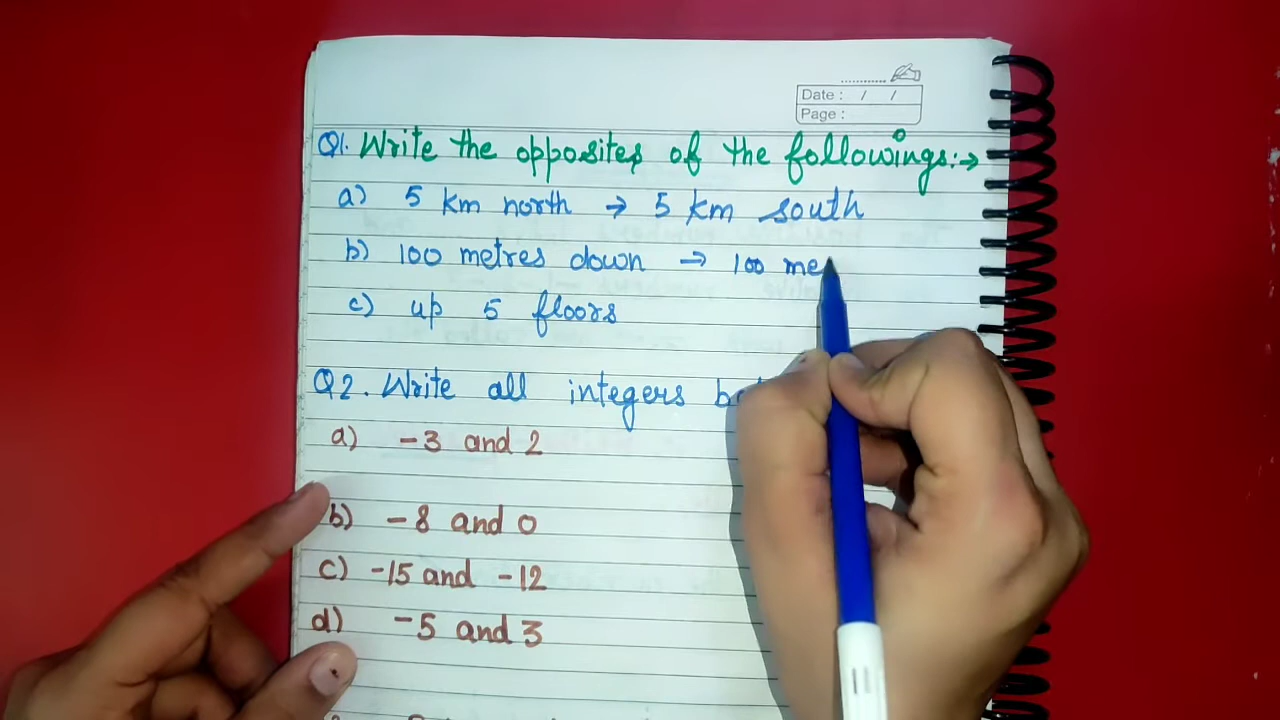 Date : / /
Page :
Q1. Write the opposites of the followings:→
a) 5 km north → 5 km south
b) 100 metres down → 100 me
c) up 5 floors
Q2. Write all integers
a) -3 and 2
b) -8 and 0
c) -15 and -12
d) -5 and 3